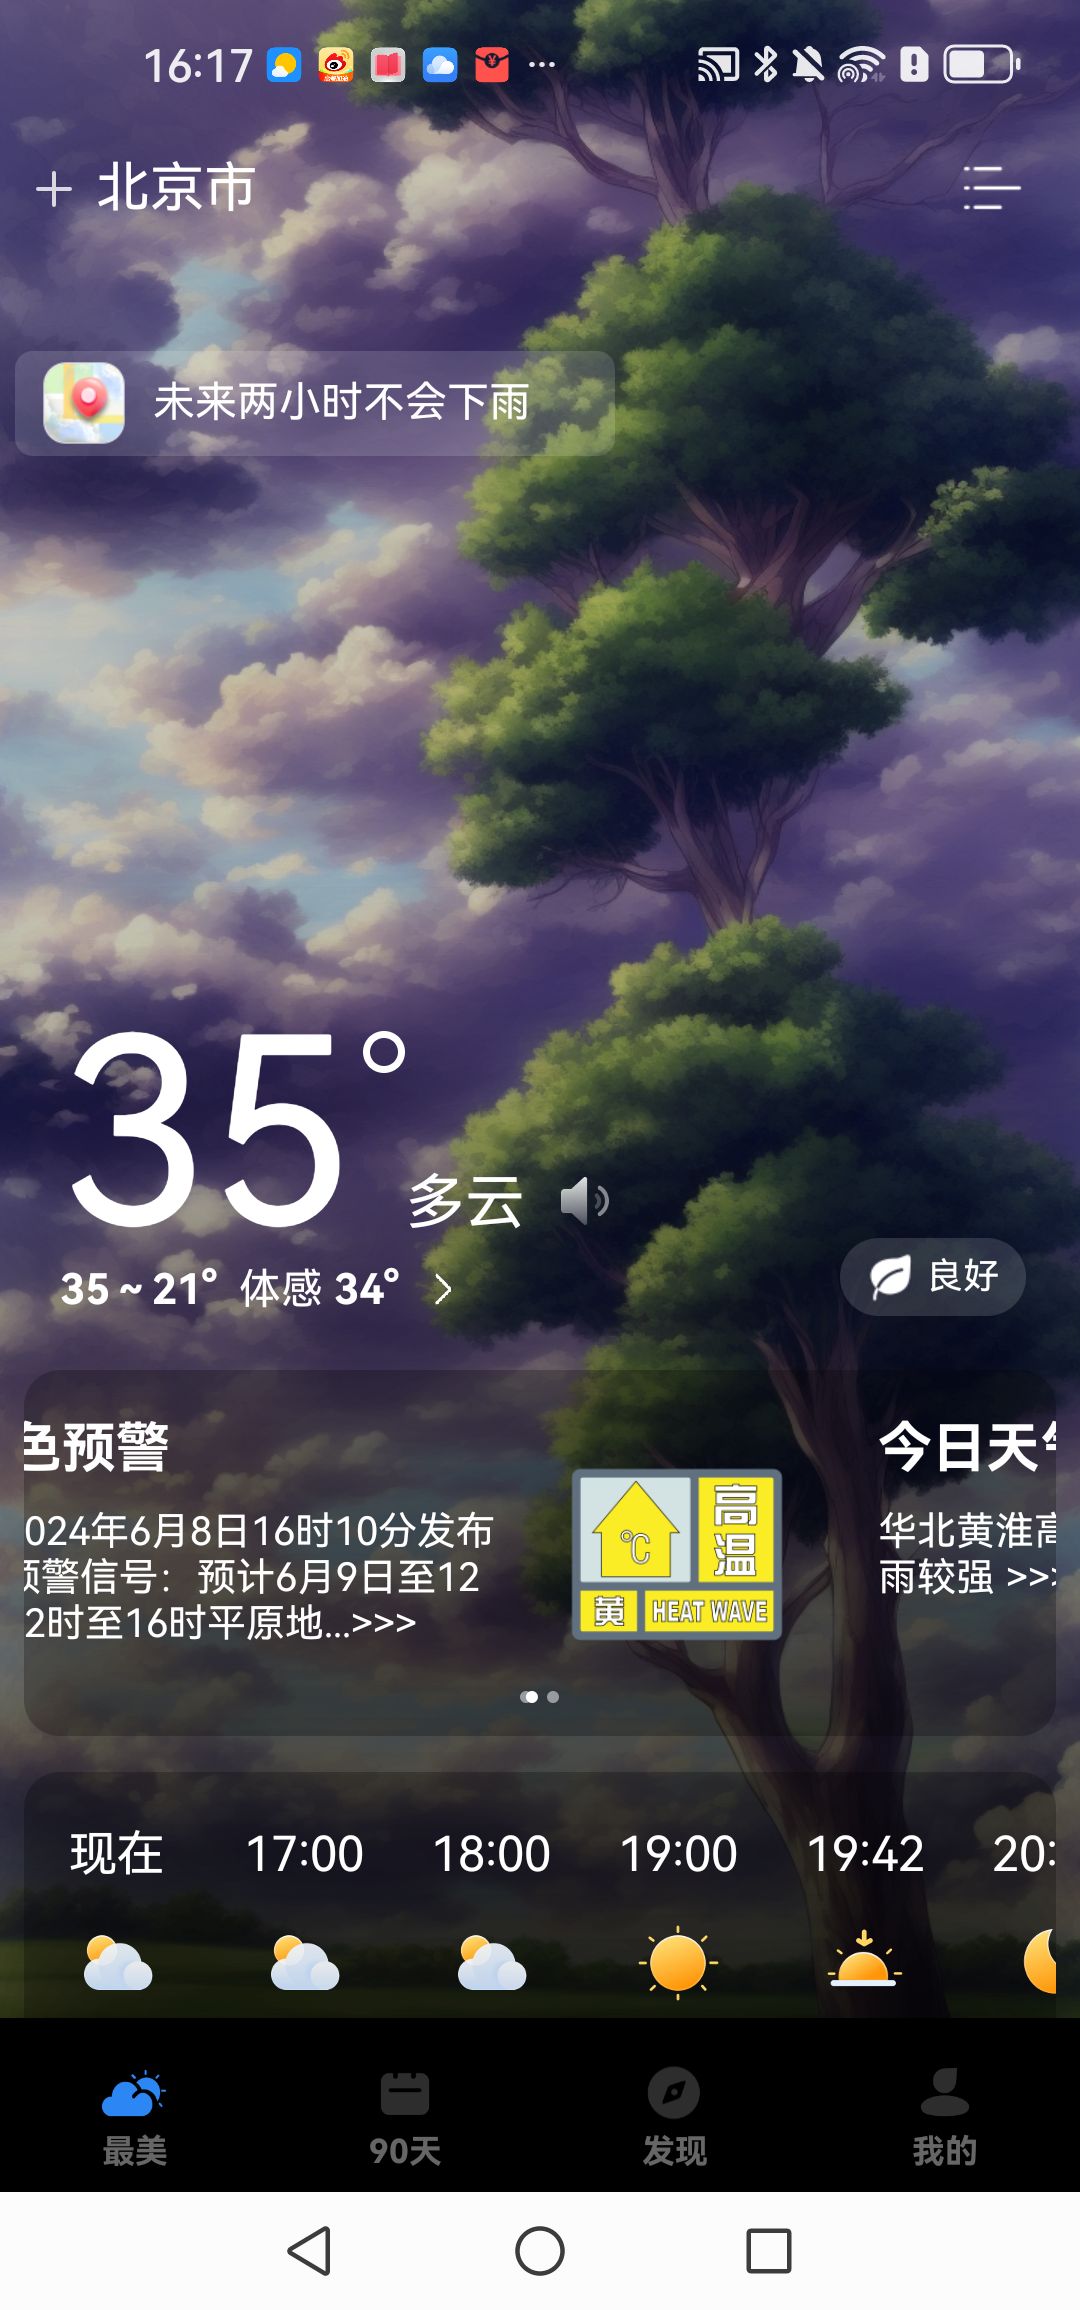 16:17
北京市
未来两小时不会下雨
35°
多云
35 ~ 21° 体感 34°
良好
色预警
024年6月8日16时10分发布
预警信号：预计6月9日至12
2时至16时平原地...>>>
高温
℃
黄
HEAT WAVE
今日天气
华北黄淮高
雨较强 >>>
现在 17:00 18:00 19:00 19:42 20:
最美 90天 发现 我的